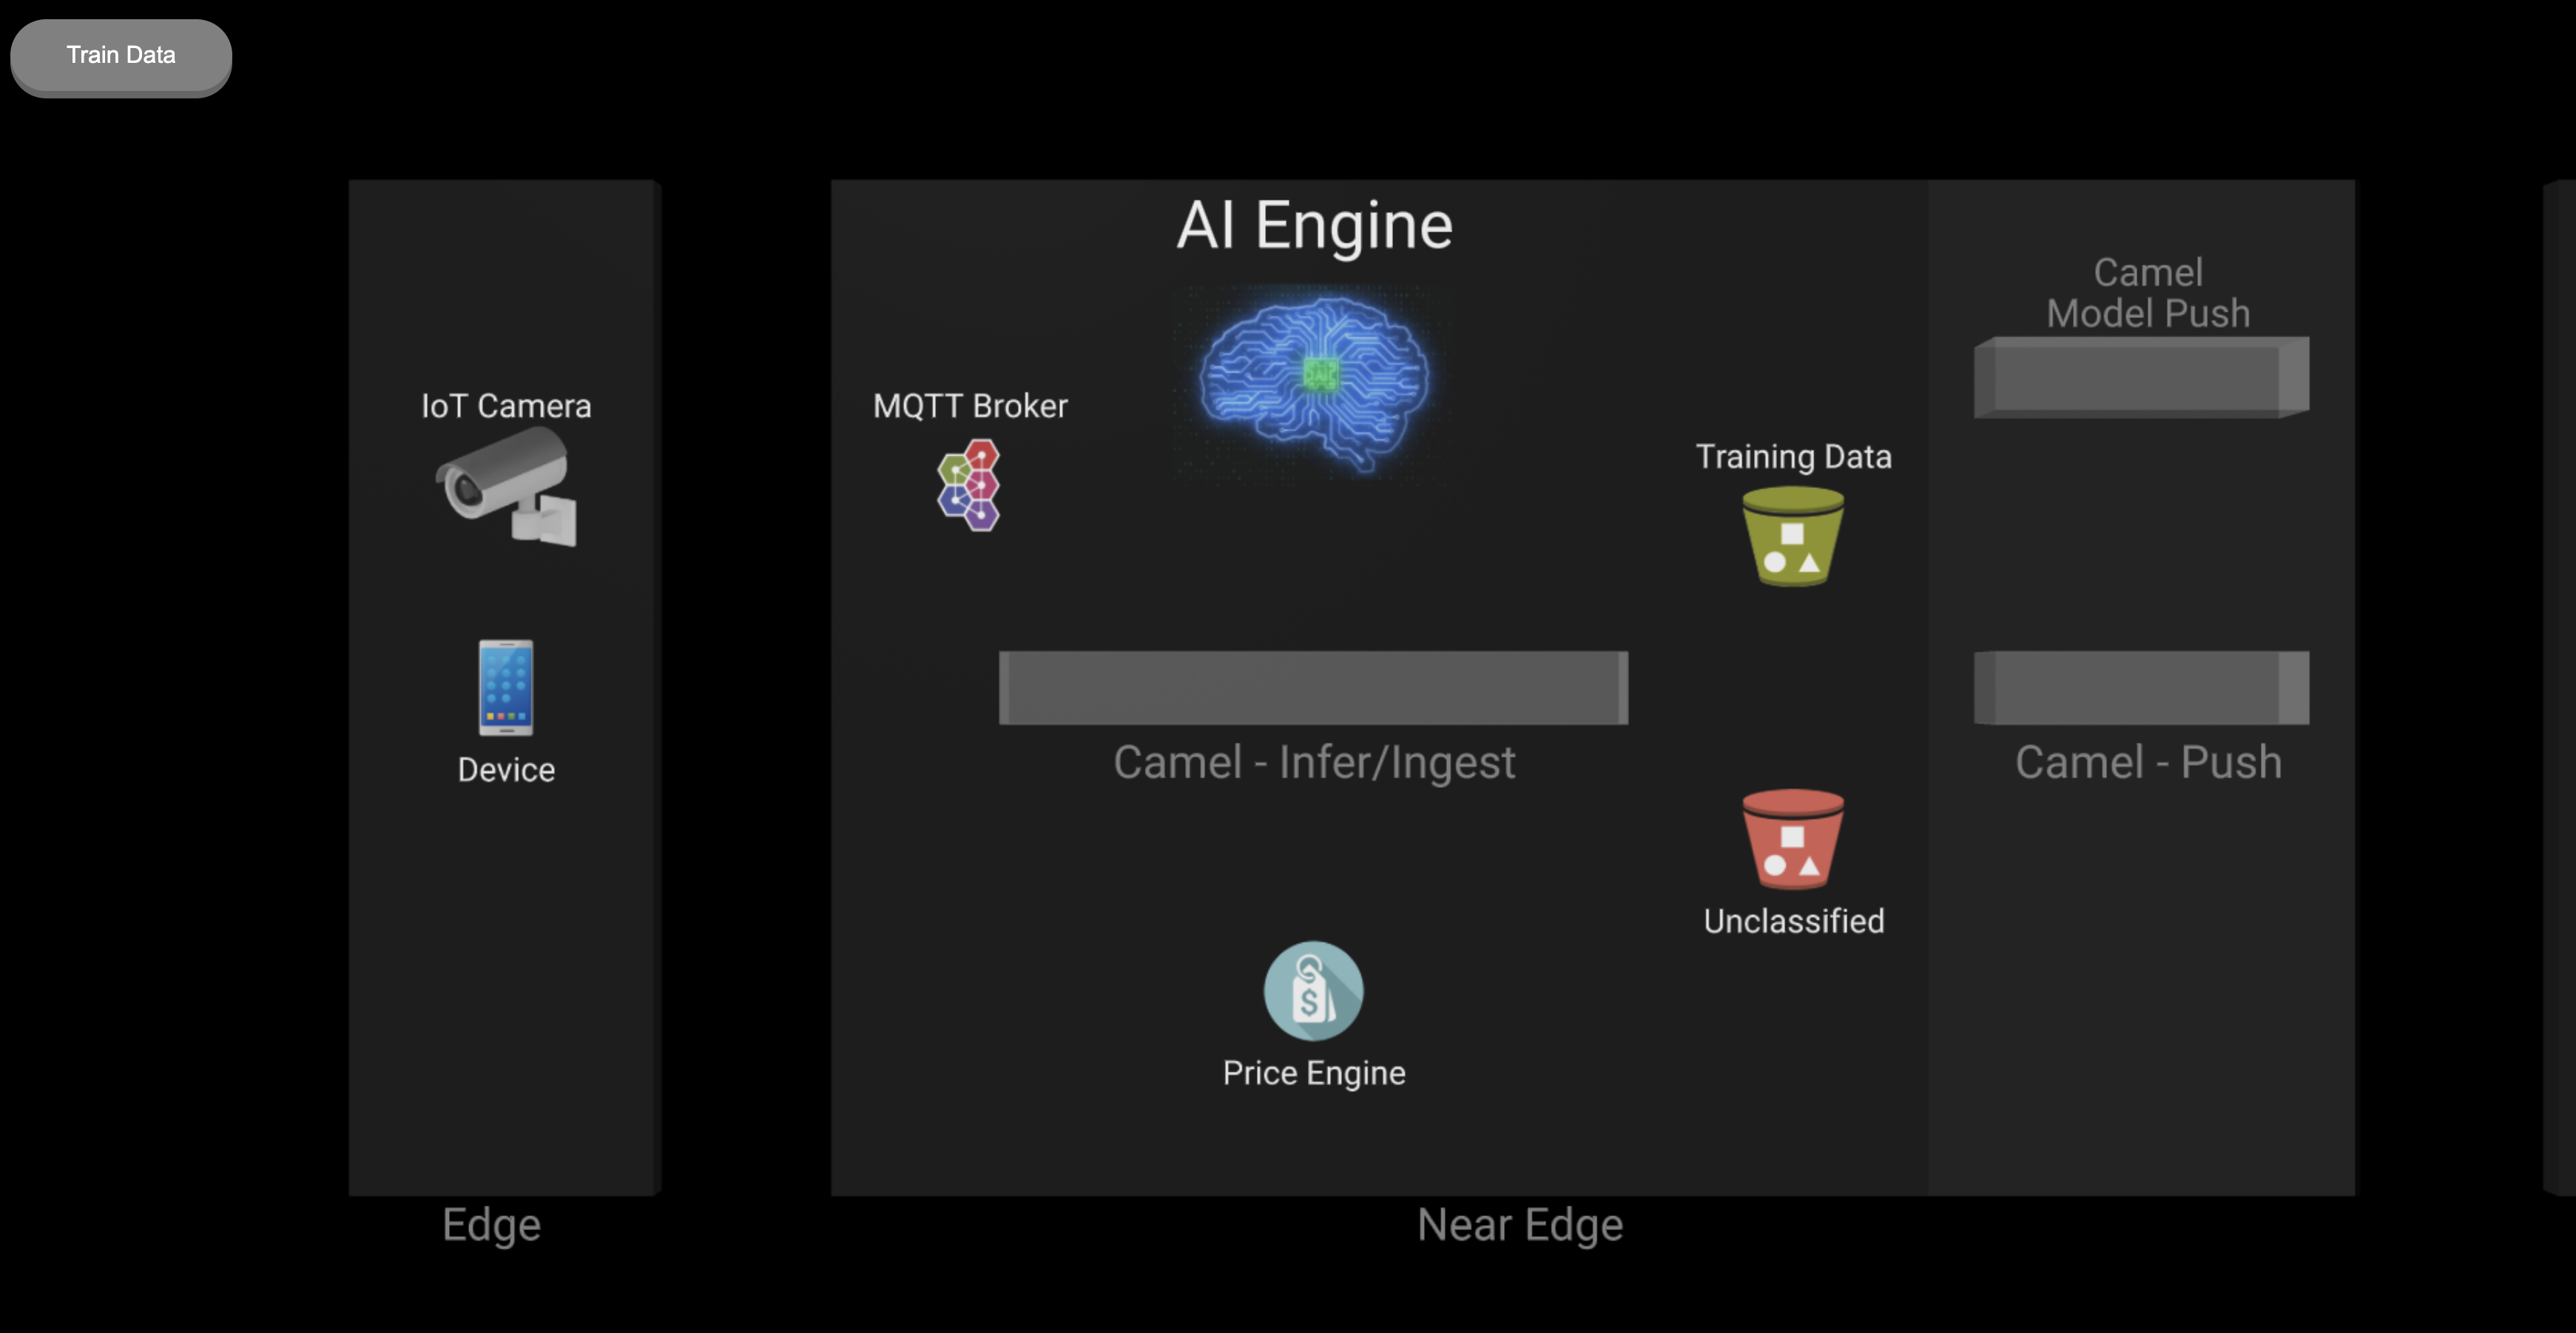 Train Data
AI Engine
Camel
Model Push
IoT Camera
MQTT Broker
AI
Training Data
Device
Camel - Infer/Ingest
Camel - Push
Unclassified
$
Price Engine
Edge
Near Edge